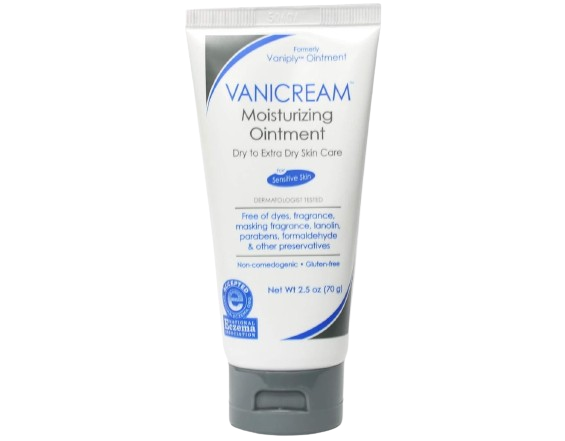 Formerly
Vaniply™ Ointment
VANICREAM™
Moisturizing
Ointment
Dry to Extra Dry Skin Care
for
Sensitive Skin
DERMATOLOGIST TESTED
Free of dyes, fragrance,
masking fragrance, lanolin,
parabens, formaldehyde
& other preservatives
Non-comedogenic • Gluten-free
Net Wt 2.5 oz (70 g)
ACCEPTED
NATIONAL
Eczema
ASSOCIATION